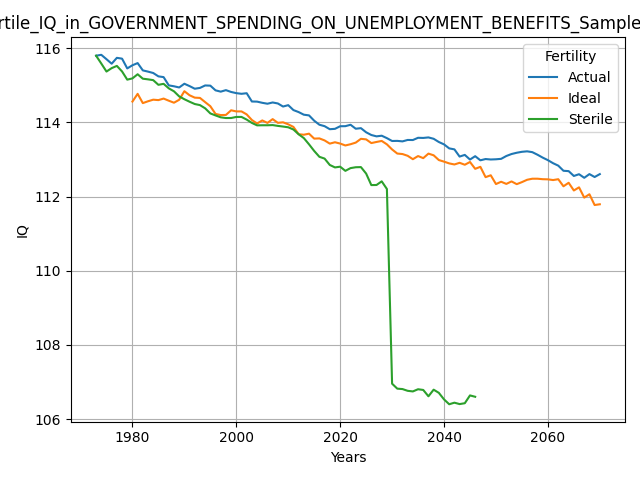 rtile_IQ_in_GOVERNMENT_SPENDING_ON_UNEMPLOYMENT_BENEFITS_Sample
116
114
112
110
108
106
IQ
Fertility
Actual
Ideal
Sterile
1980
2000
2020
2040
2060
Years